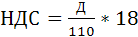 НДС = Д/110 * 18